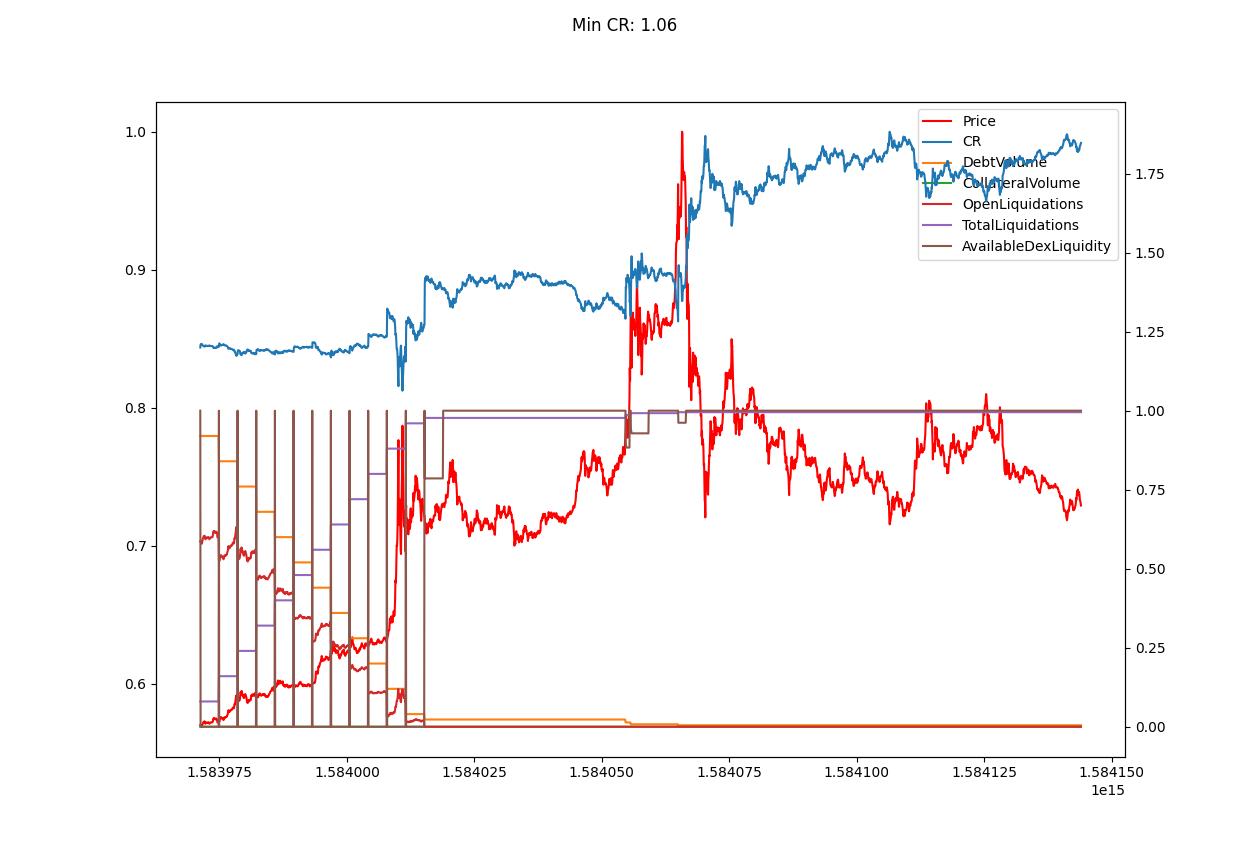 Min CR: 1.06
1.0
0.9
0.8
0.7
0.6
Price
CR
DebtVolume
CollateralVolume
OpenLiquidations
TotalLiquidations
AvailableDexLiquidity
1.75
1.50
1.25
1.00
0.75
0.50
0.25
0.00
1.583975 1.584000 1.584025 1.584050 1.584075 1.584100 1.584125 1.584150
1e15